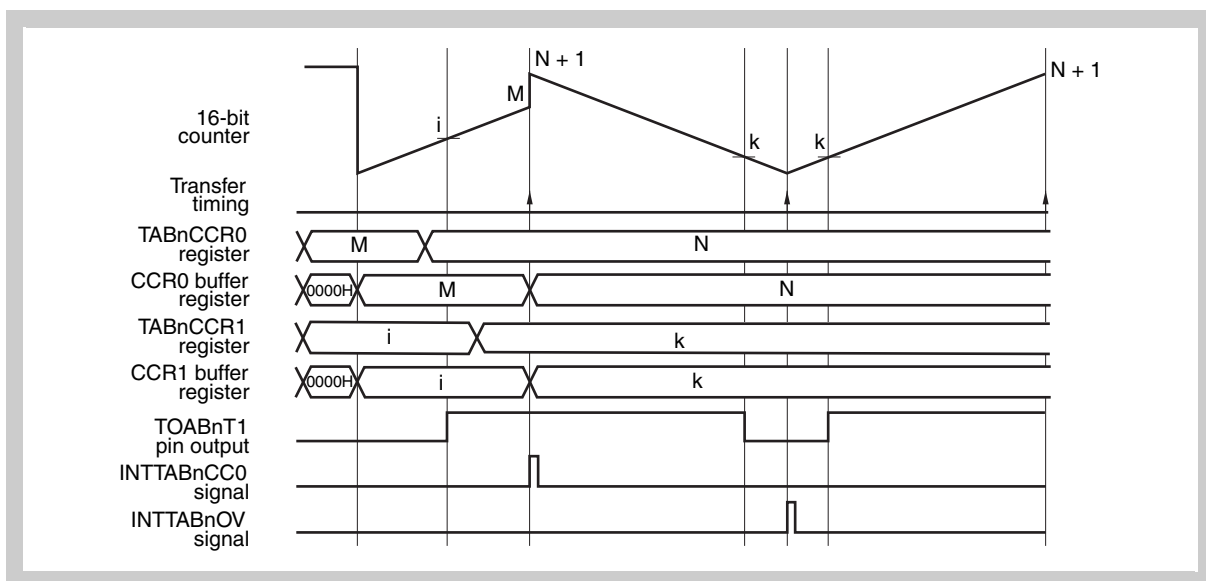 N + 1
N + 1
M
16-bit
counter
i
k
k
Transfer
timing
TABnCCR0
register
M
N
CCR0 buffer
register
0000H
M
N
TABnCCR1
register
i
k
CCR1 buffer
register
0000H
i
k
TOABnT1
pin output
INTTABnCC0
signal
INTTABnOV
signal